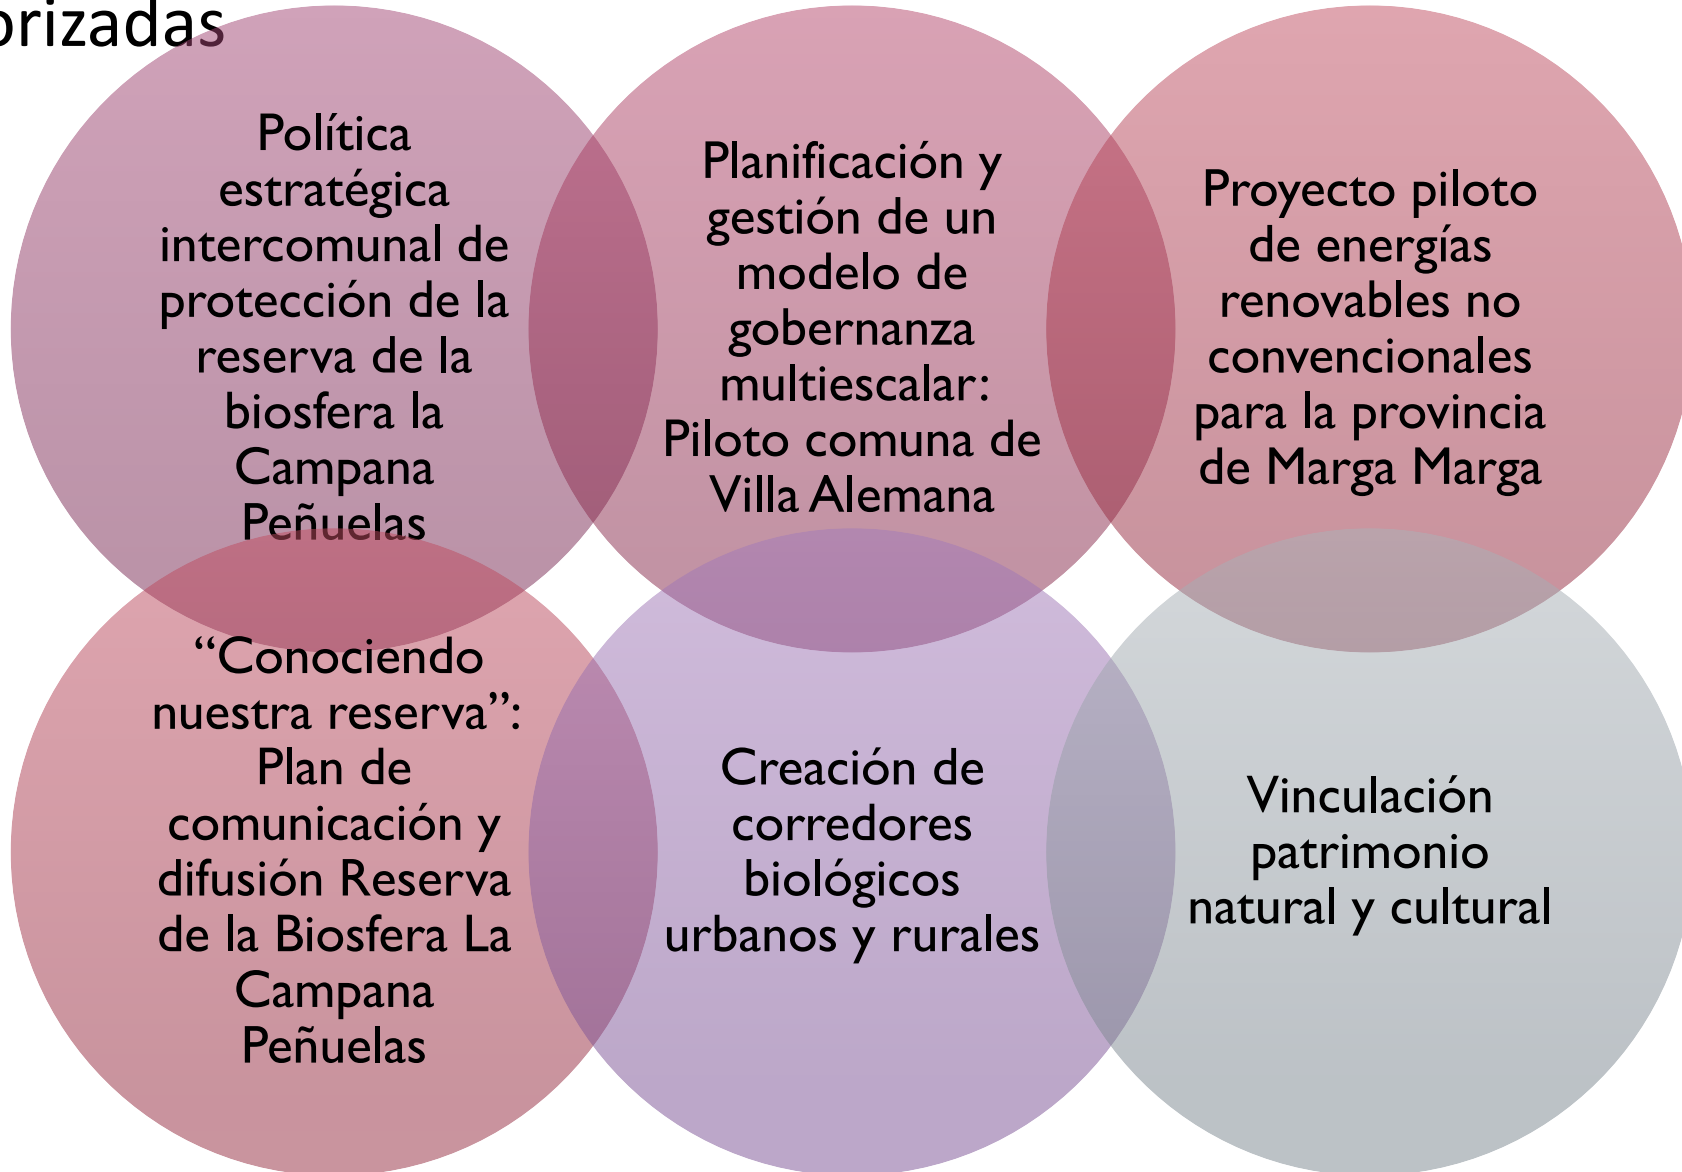 orizadas
Política
estratégica
intercomunal de
protección de la
reserva de la
biosfera la
Campana
Peñuelas
Planificación y
gestión de un
modelo de
gobernanza
multiescalar:
Piloto comuna de
Villa Alemana
Proyecto piloto
de energías
renovables no
convencionales
para la provincia
de Marga Marga
“Conociendo
nuestra reserva”:
Plan de
comunicación y
difusión Reserva
de la Biosfera La
Campana
Peñuelas
Creación de
corredores
biológicos
urbanos y rurales
Vinculación
patrimonio
natural y cultural